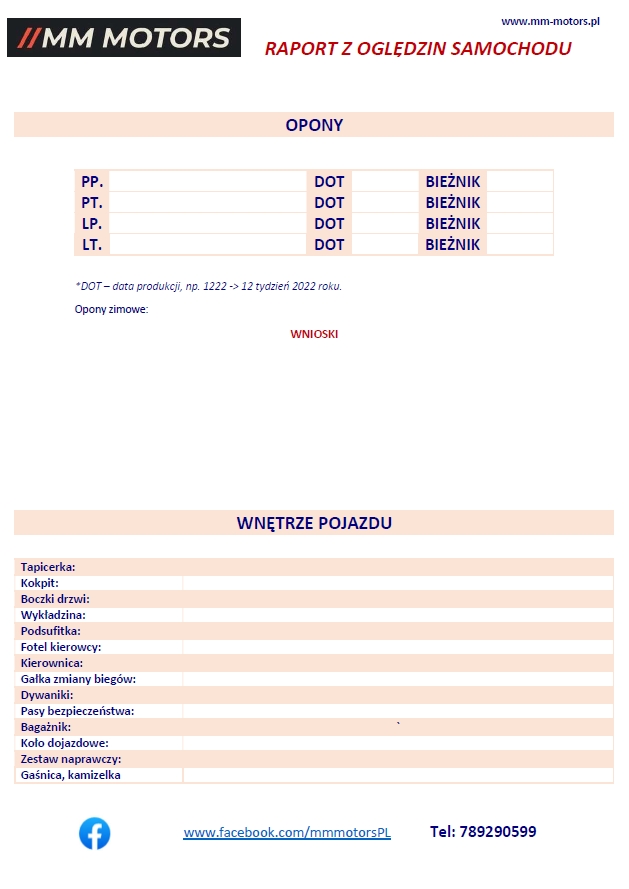 www.mm-motors.pl
//MM MOTORS
RAPORT Z OGLĘDZIN SAMOCHODU
OPONY
PP. DOT BIEŻNIK
PT. DOT BIEŻNIK
LP. DOT BIEŻNIK
LT. DOT BIEŻNIK
*DOT – data produkcji, np. 1222 -> 12 tydzień 2022 roku.
Opony zimowe:
WNIOSKI
WNĘTRZE POJAZDU
Tapicerka:
Kokpit:
Boczki drzwi:
Wykładzina:
Podsufitka:
Fotel kierowcy:
Kierownica:
Gałka zmiany biegów:
Dywaniki:
Pasy bezpieczeństwa:
Bagażnik: `
Koło dojazdowe:
Zestaw naprawczy:
Gaśnica, kamizelka
www.facebook.com/mmmotorsPL Tel: 789290599